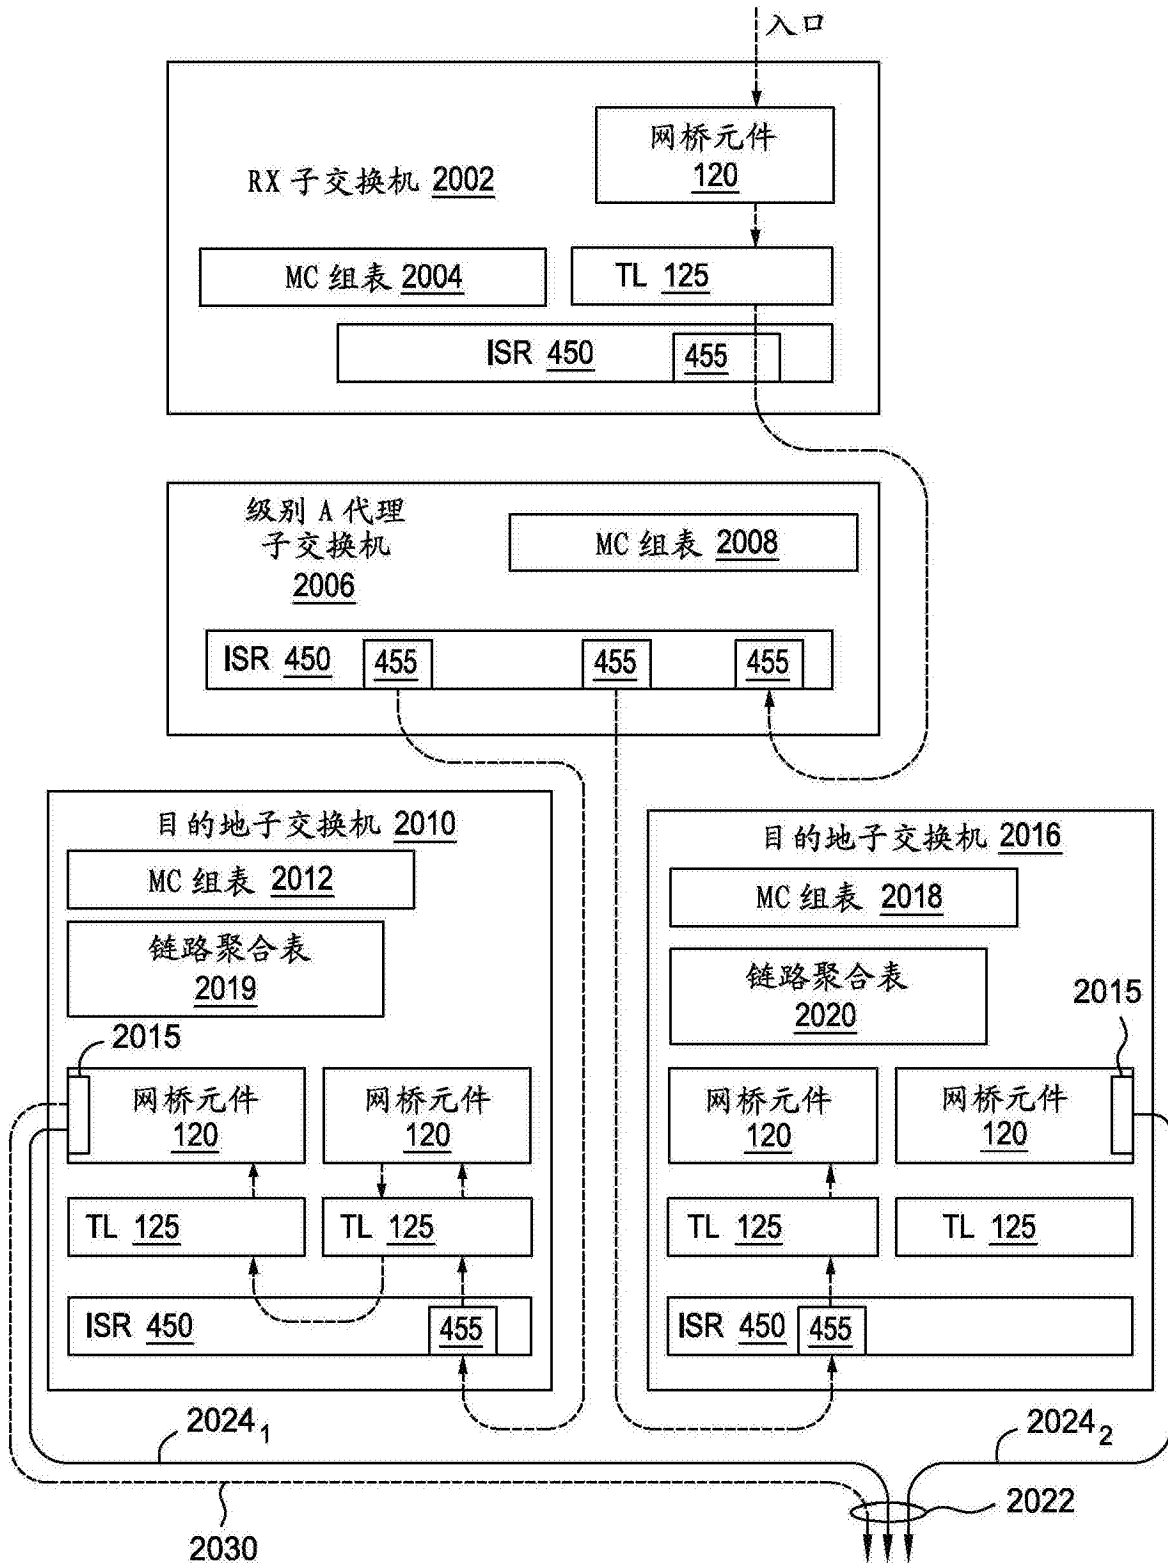 入口
网桥元件
120
RX 子交换机 2002
MC 组表 2004
TL 125
ISR 450
455
级别 A 代理
子交换机
2006
MC 组表 2008
ISR 450
455
455
455
目的地子交换机 2010
MC 组表 2012
链路聚合表
2019
2015
网桥元件
120
网桥元件
120
TL 125
TL 125
ISR 450
455
目的地子交换机 2016
MC 组表 2018
链路聚合表
2020
2015
网桥元件
120
网桥元件
120
TL 125
TL 125
ISR 450
455
2024₁
2024₂
2022
2030